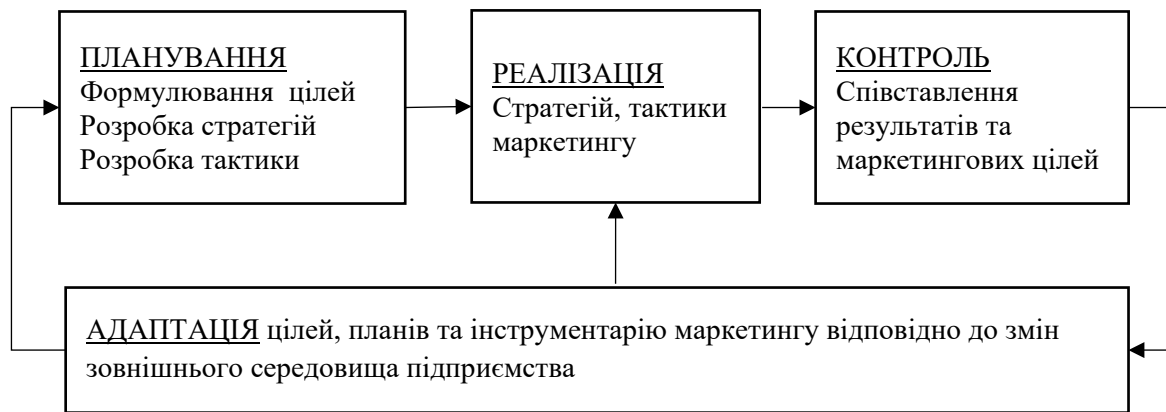 ПЛАНУВАННЯ
Формулювання цілей
Розробка стратегій
Розробка тактики
РЕАЛІЗАЦІЯ
Стратегій, тактики
маркетингу
КОНТРОЛЬ
Співставлення
результатів та
маркетингових цілей
АДАПТАЦІЯ цілей, планів та інструментарію маркетингу відповідно до змін
зовнішнього середовища підприємства